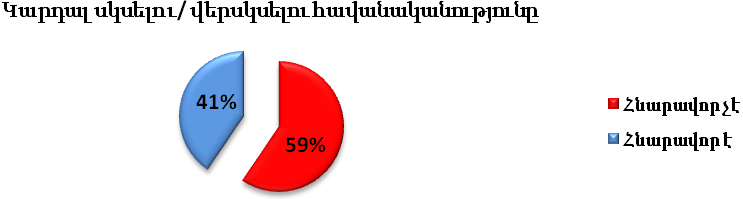 Կարդալ սկսելու / վերսկսելու հավանականությունը
41%
59%
Հնարավոր չէ
Հնարավոր է